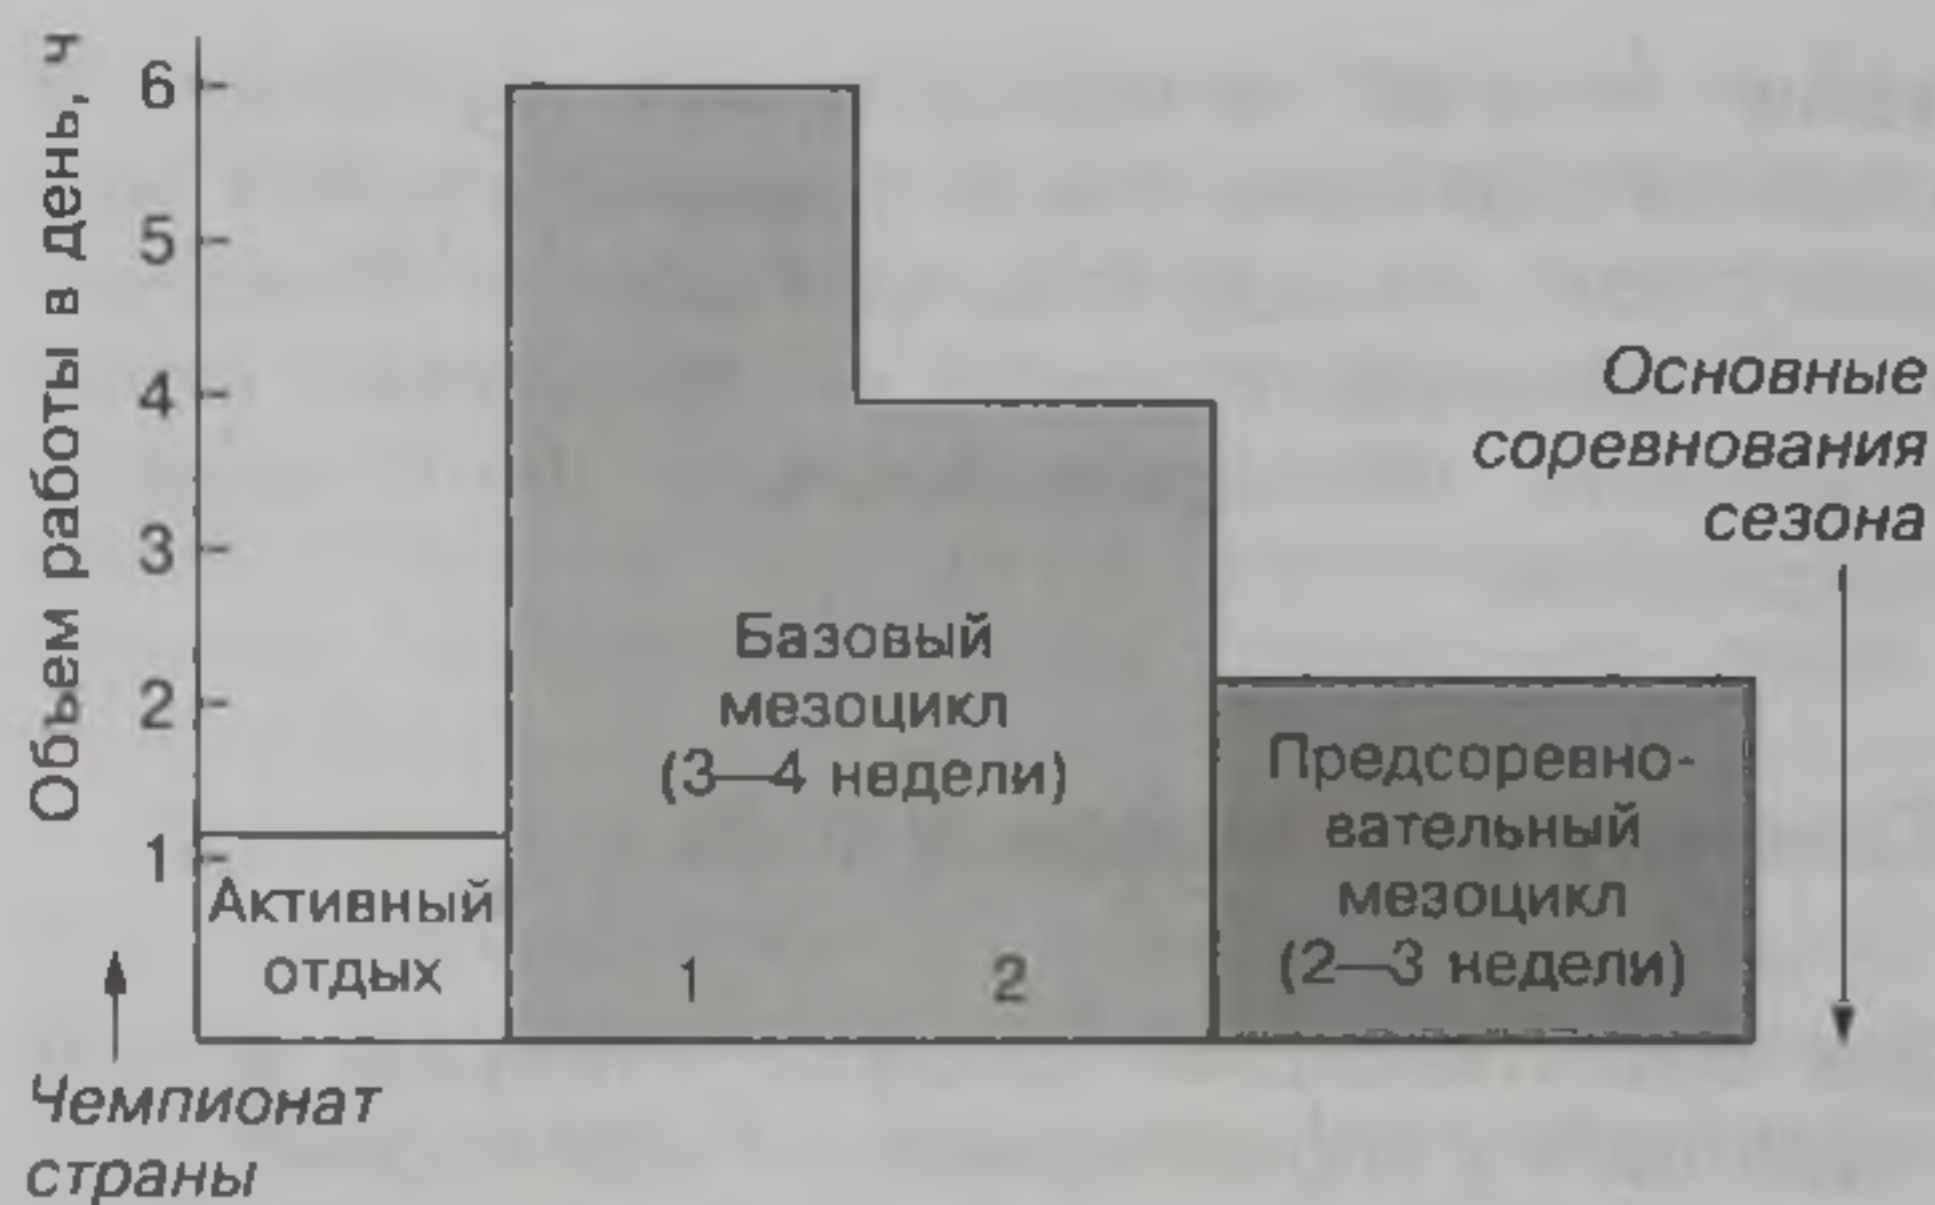 Объем работы в день, ч
6
5
4
3
2
1
Активный
отдых
Базовый
мезоцикл
(3—4 недели)
1
2
Предсоревно-
вательный
мезоцикл
(2—3 недели)
Основные
соревнования
сезона
Чемпионат
страны